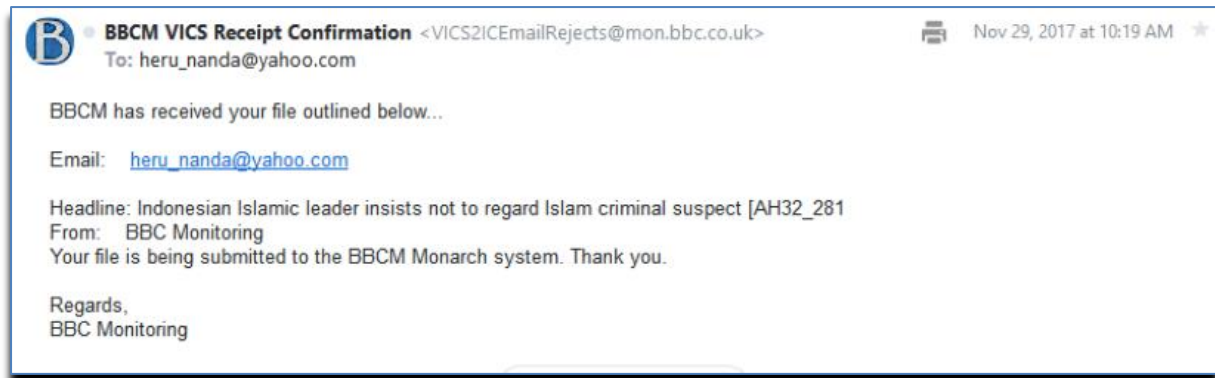 B
BBCM VICS Receipt Confirmation <VICS2ICEmailRejects@mon.bbc.co.uk> Nov 29, 2017 at 10:19 AM
To: heru_nanda@yahoo.com
BBCM has received your file outlined below...
Email: heru_nanda@yahoo.com
Headline: Indonesian Islamic leader insists not to regard Islam criminal suspect [AH32_281
From: BBC Monitoring
Your file is being submitted to the BBCM Monarch system. Thank you.
Regards,
BBC Monitoring